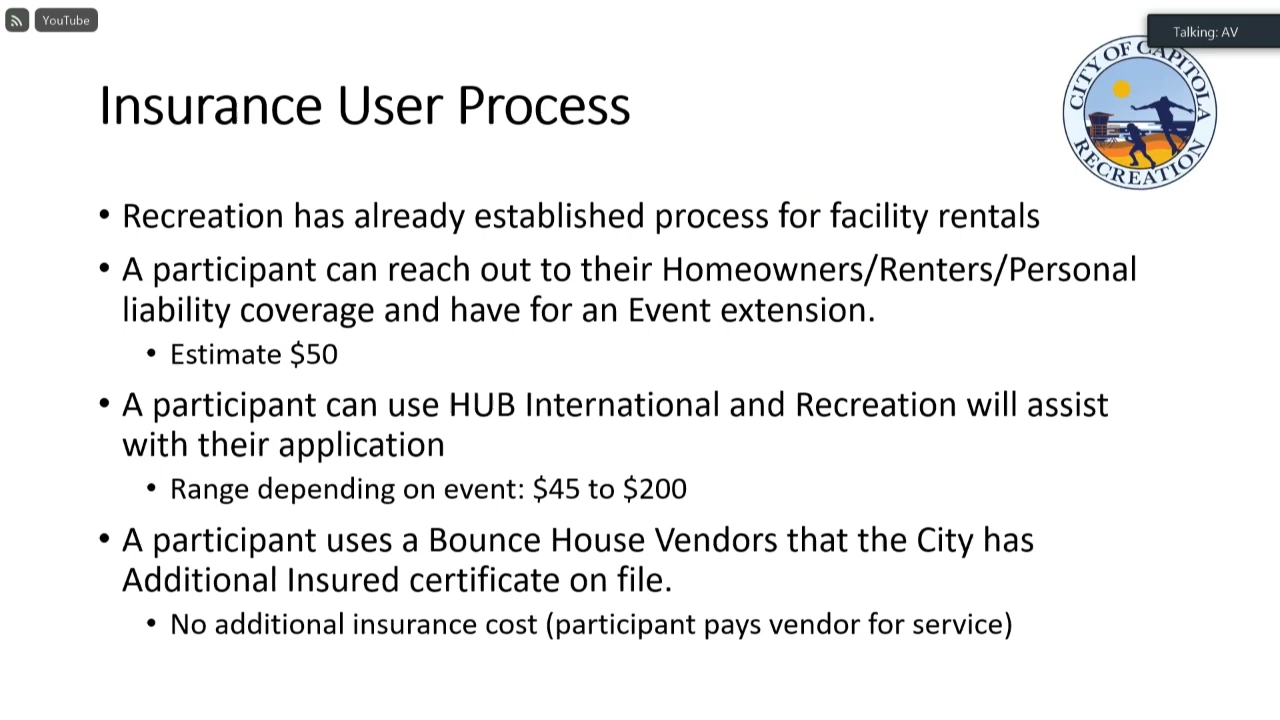 YouTube
Talking: AV
CITY OF CAPITOLA
RECREATION
Insurance User Process
• Recreation has already established process for facility rentals
• A participant can reach out to their Homeowners/Renters/Personal
liability coverage and have for an Event extension.
• Estimate $50
• A participant can use HUB International and Recreation will assist
with their application
• Range depending on event: $45 to $200
• A participant uses a Bounce House Vendors that the City has
Additional Insured certificate on file.
• No additional insurance cost (participant pays vendor for service)